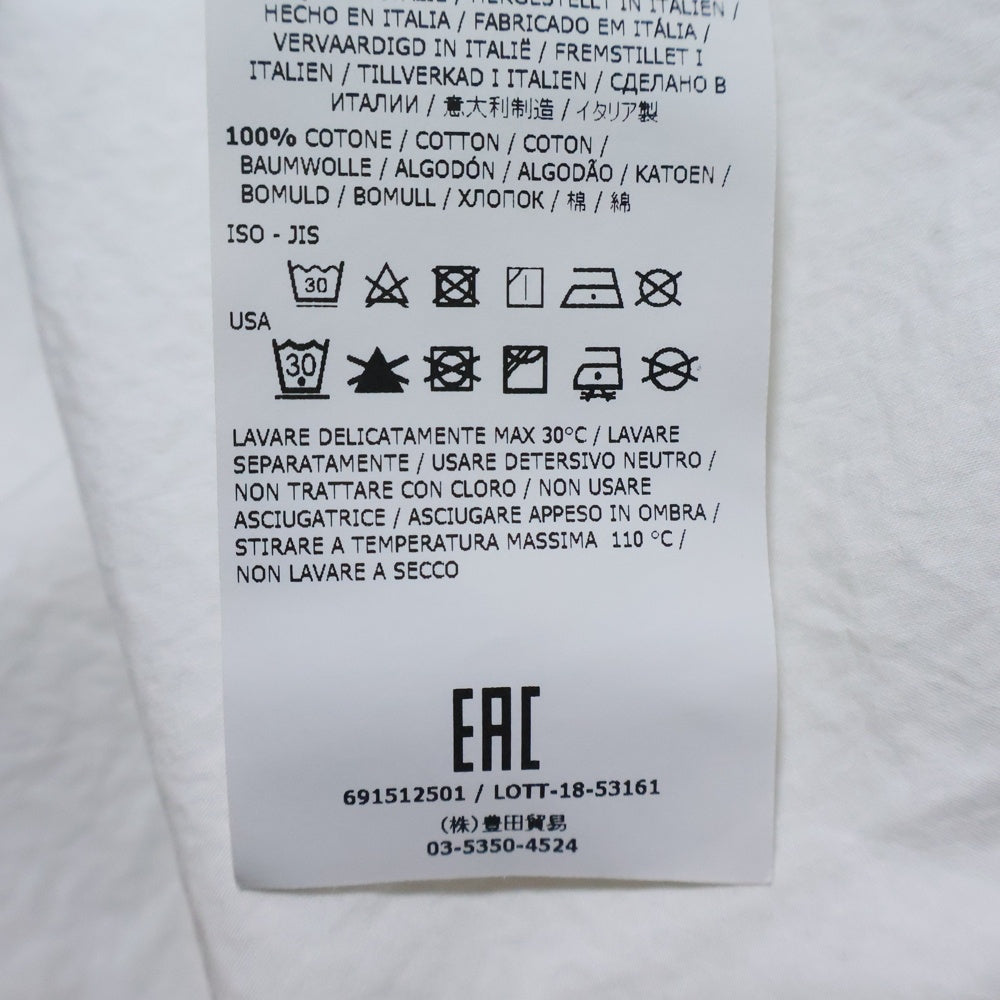 HERGESTELLT IN ITALIEN /
HECHO EN ITALIA / FABRICADO EM ITÁLIA /
VERVAARDIGD IN ITALIË / FREMSTILLET I
ITALIEN / TILLVERKAD I ITALIEN / СДЕЛАНО В
ИТАЛИИ / 意大利制造 / イタリア製
100% COTONE / COTTON / COTON /
BAUMWOLLE / ALGODÓN / ALGODÃO / KATOEN /
BOMULD / BOMULL / ХЛОПОК / 棉 / 綿
ISO - JIS
30
USA
30
LAVARE DELICATAMENTE MAX 30°C / LAVARE
SEPARATAMENTE / USARE DETERSIVO NEUTRO /
NON TRATTARE CON CLORO / NON USARE
ASCIUGATRICE / ASCIUGARE APPESO IN OMBRA /
STIRARE A TEMPERATURA MASSIMA 110 °C /
NON LAVARE A SECCO
EAC
691512501 / LOTT-18-53161
(株)豊田貿易
03-5350-4524